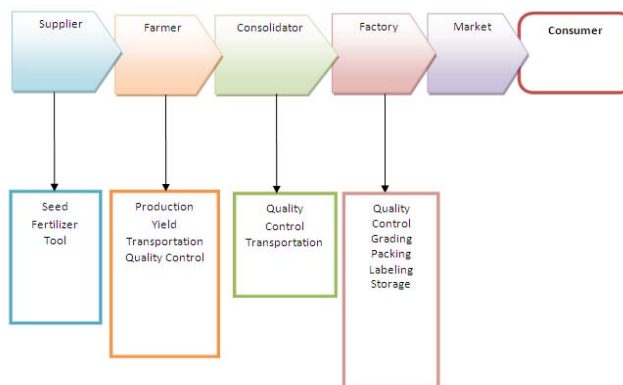 Supplier
Farmer
Consolidator
Factory
Market
Consumer
Seed
Fertilizer
Tool
Production
Yield
Transportation
Quality Control
Quality
Control
Transportation
Quality
Control
Grading
Packing
Labeling
Storage